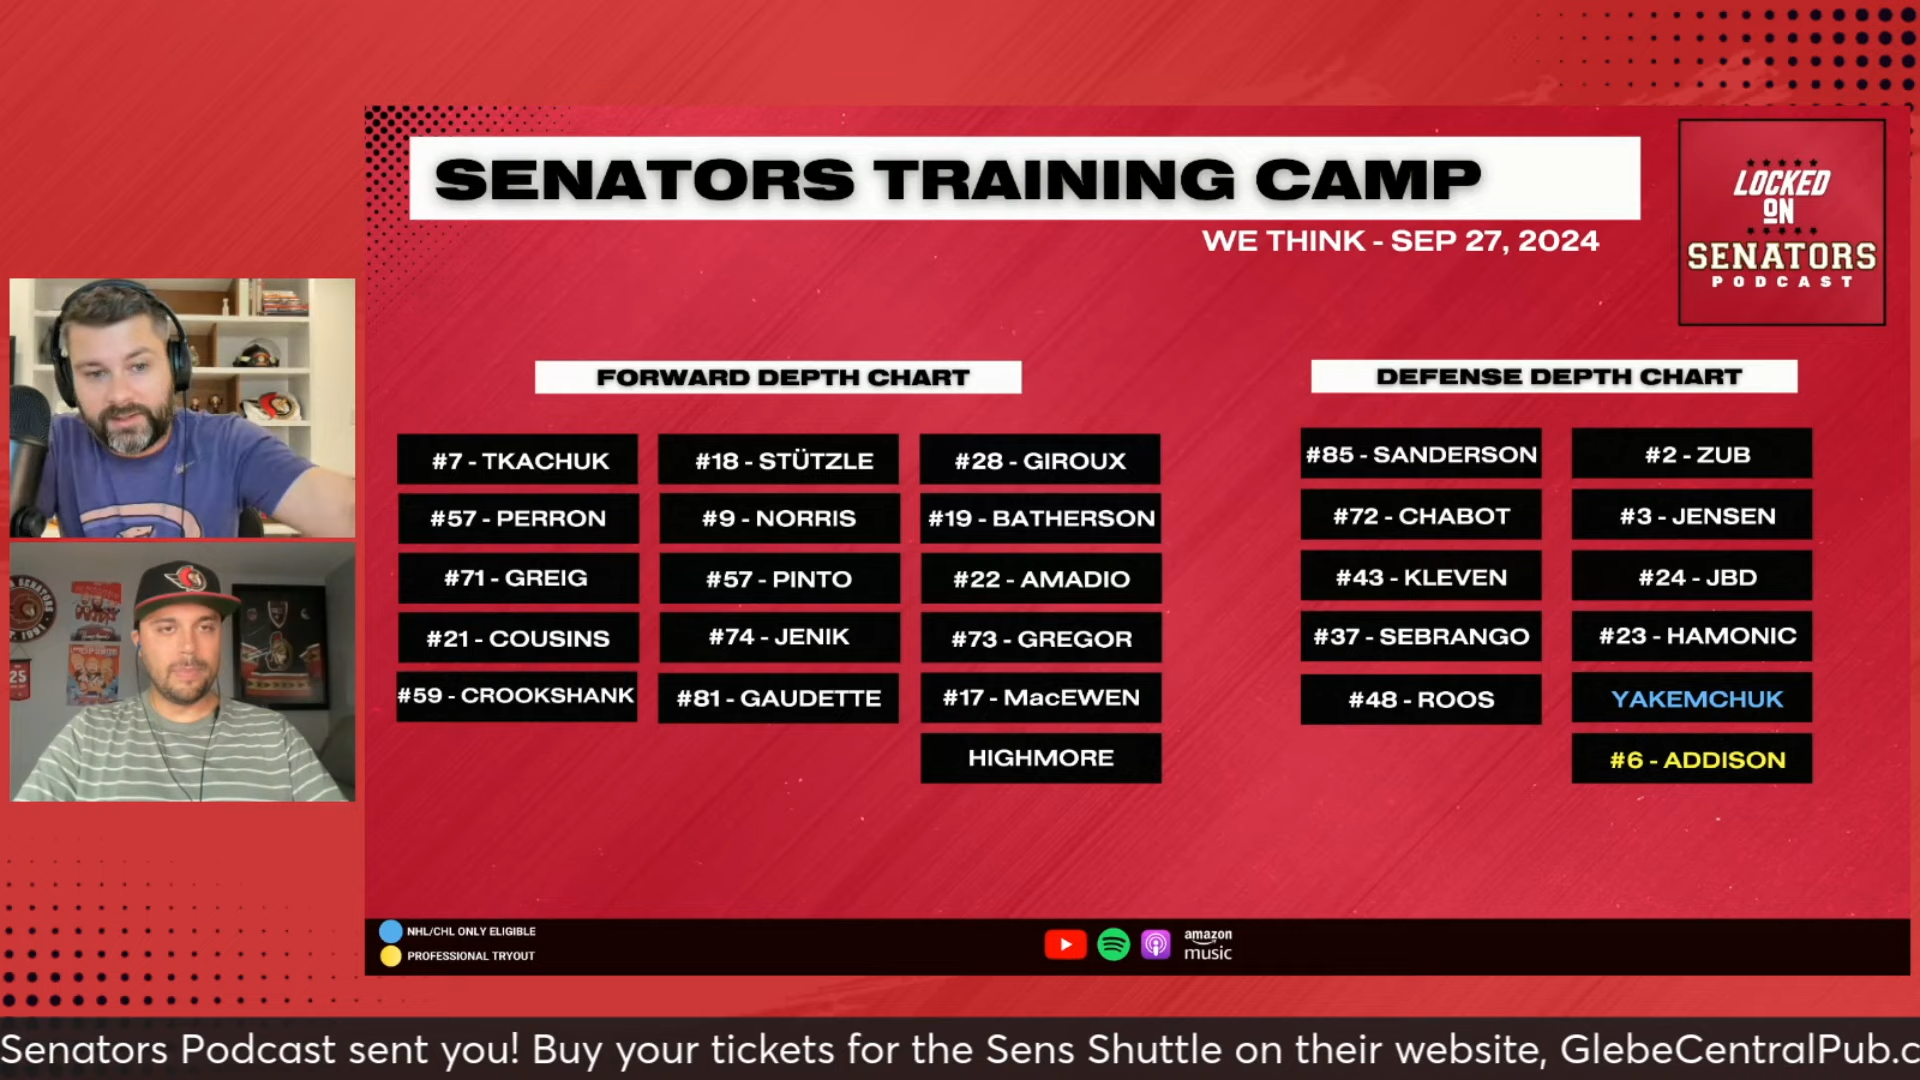 SENATORS TRAINING CAMP
WE THINK - SEP 27, 2024
LOCKED
ON
SENATORS
PODCAST
FORWARD DEPTH CHART
#7 - TKACHUK
#18 - STÜTZLE
#28 - GIROUX
#57 - PERRON
#9 - NORRIS
#19 - BATHERSON
#71 - GREIG
#57 - PINTO
#22 - AMADIO
#21 - COUSINS
#74 - JENIK
#73 - GREGOR
#59 - CROOKSHANK
#81 - GAUDETTE
#17 - MacEWEN
HIGHMORE
DEFENSE DEPTH CHART
#85 - SANDERSON
#2 - ZUB
#72 - CHABOT
#3 - JENSEN
#43 - KLEVEN
#24 - JBD
#37 - SEBRANGO
#23 - HAMONIC
#48 - ROOS
YAKEMCHUK
#6 - ADDISON
25
NHL/CHL ONLY ELIGIBLE
PROFESSIONAL TRYOUT
amazon
music
Senators Podcast sent you! Buy your tickets for the Sens Shuttle on their website, GlebeCentralPub.c